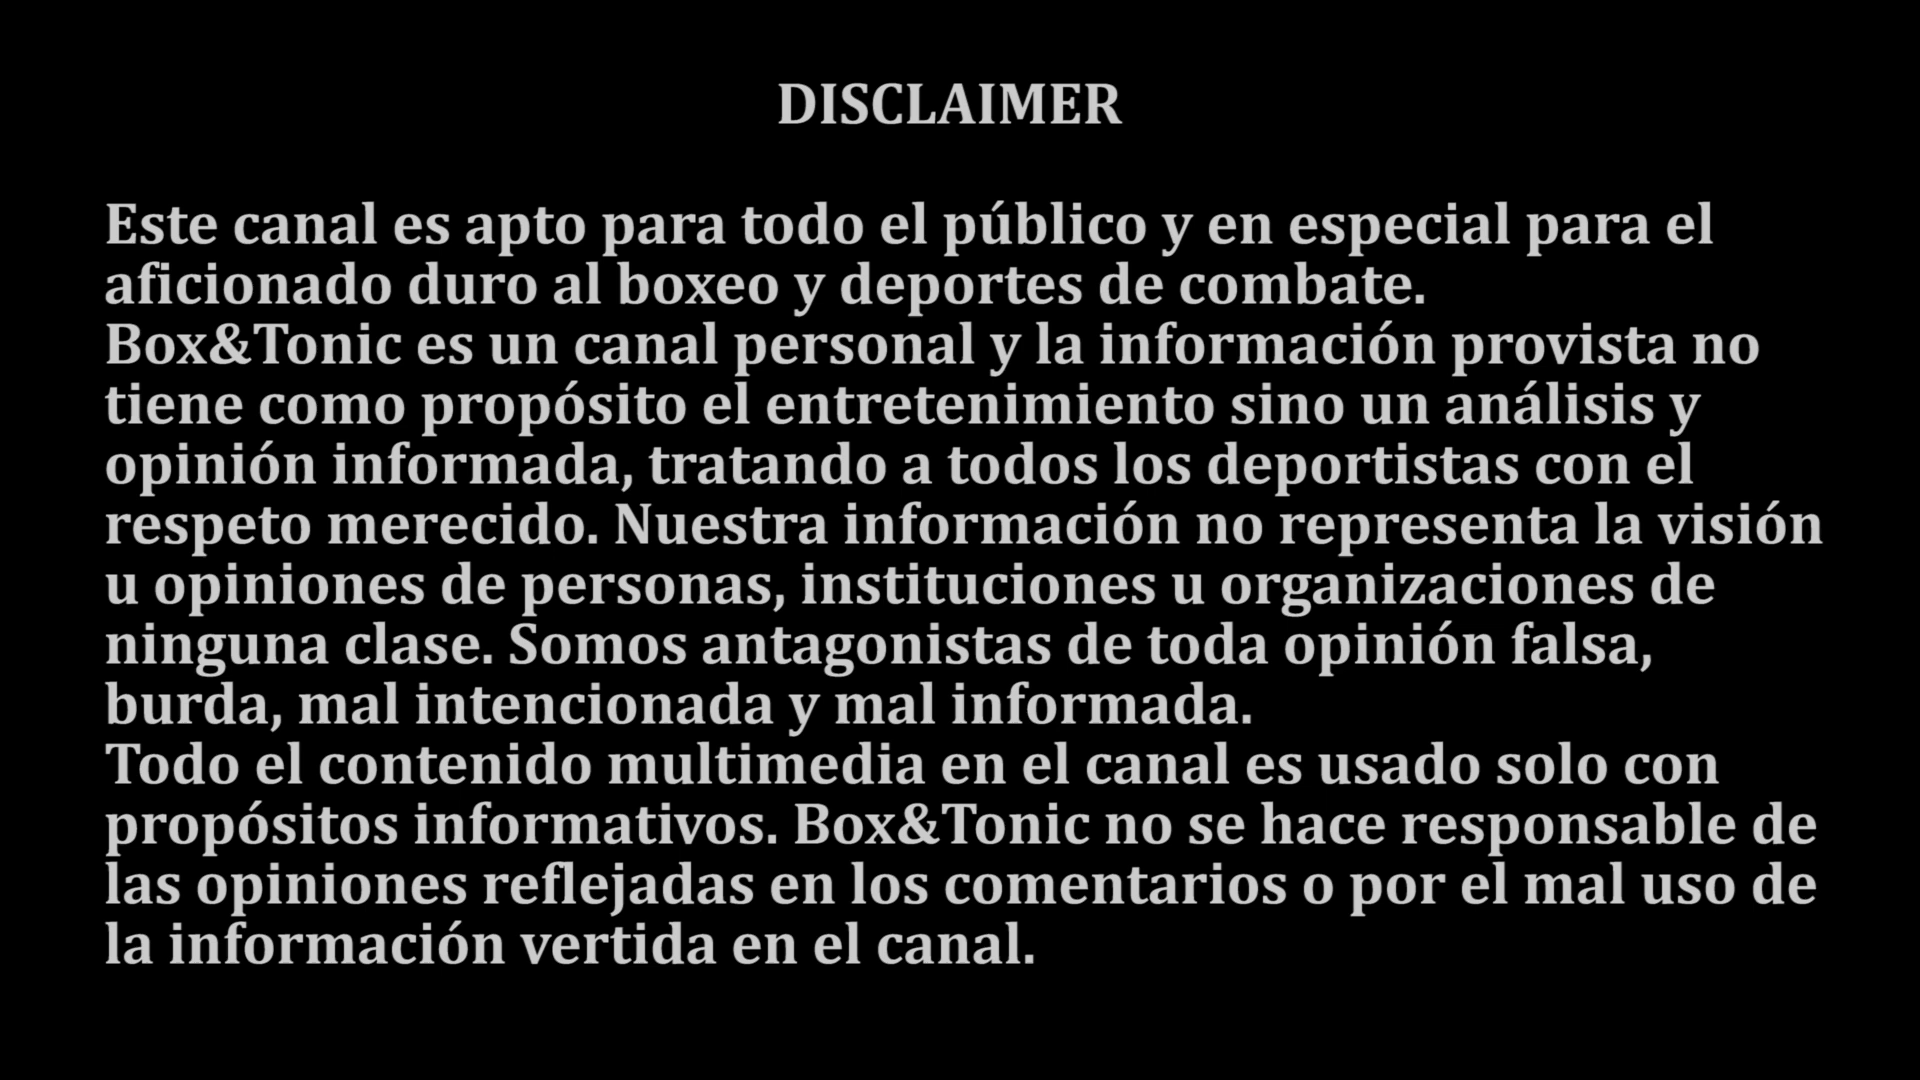 DISCLAIMER
Este canal es apto para todo el público y en especial para el
aficionado duro al boxeo y deportes de combate.
Box&Tonic es un canal personal y la información provista no
tiene como propósito el entretenimiento sino un análisis y
opinión informada, tratando a todos los deportistas con el
respeto merecido. Nuestra información no representa la visión
u opiniones de personas, instituciones u organizaciones de
ninguna clase. Somos antagonistas de toda opinión falsa,
burda, mal intencionada y mal informada.
Todo el contenido multimedia en el canal es usado solo con
propósitos informativos. Box&Tonic no se hace responsable de
las opiniones reflejadas en los comentarios o por el mal uso de
la información vertida en el canal.